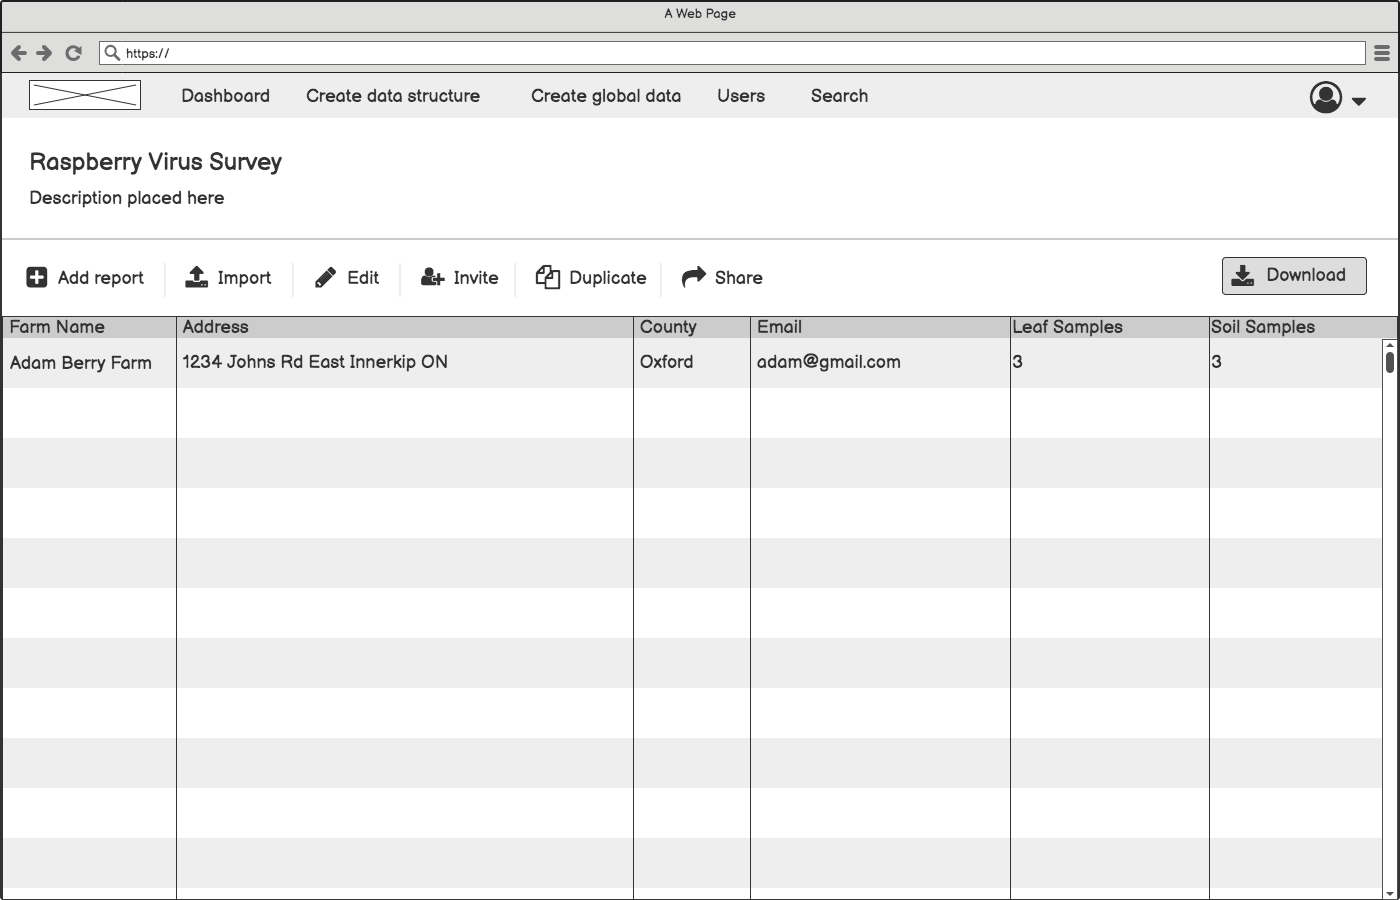 A Web Page
https://
Dashboard Create data structure Create global data Users Search
Raspberry Virus Survey
Description placed here
Add report Import Edit Invite Duplicate Share Download
Farm Name Address County Email Leaf Samples Soil Samples
Adam Berry Farm 1234 Johns Rd East Innerkip ON Oxford adam@gmail.com 3 3